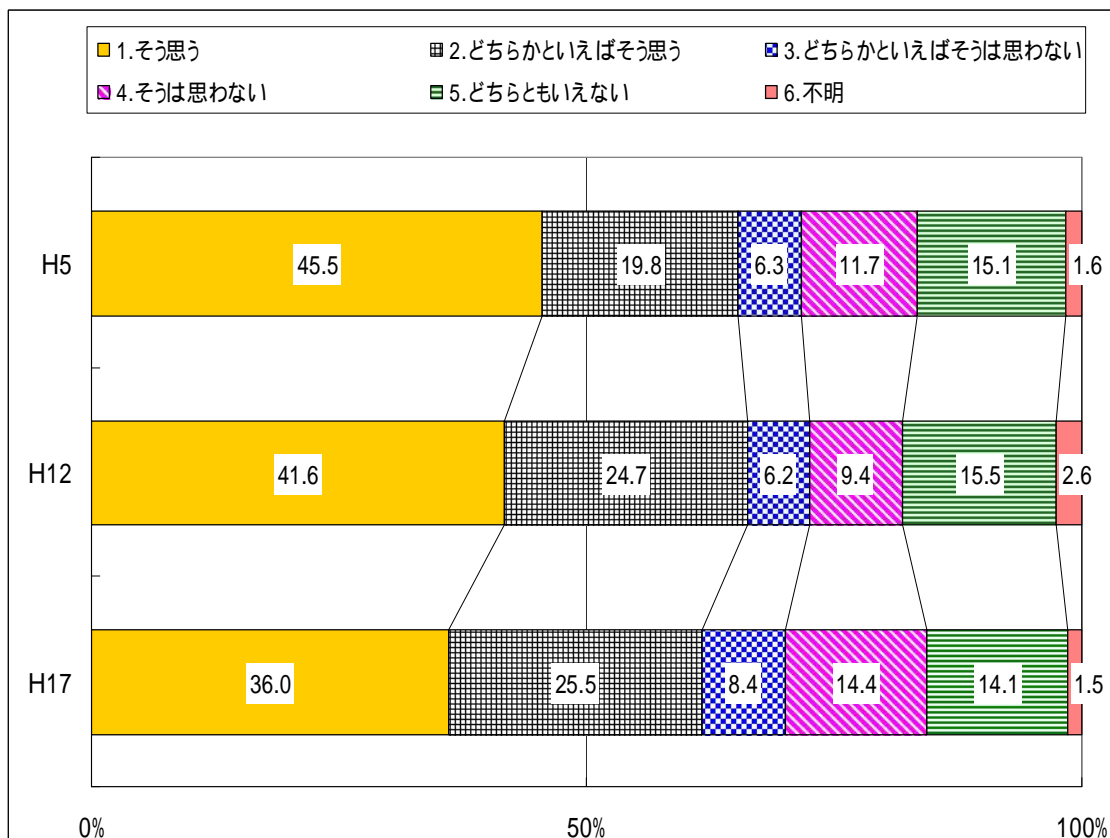 1.そう思う 2.どちらかといえばそう思う 3.どちらかといえばそうは思わない
4.そうは思わない 5.どちらともいえない 6.不明
H5 45.5 19.8 6.3 11.7 15.1 1.6
H12 41.6 24.7 6.2 9.4 15.5 2.6
H17 36.0 25.5 8.4 14.4 14.1 1.5
0% 50% 100%